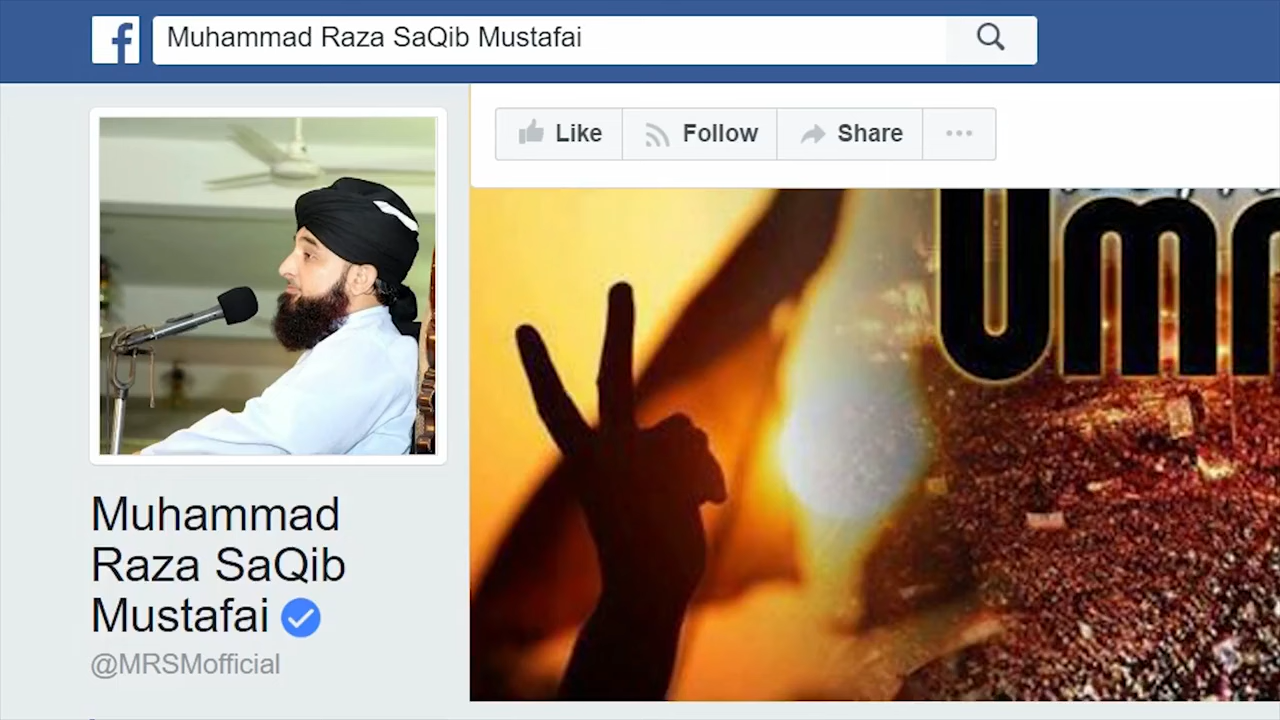 Muhammad Raza SaQib Mustafai
Like Follow Share
Muhammad
Raza SaQib
Mustafai
@MRSMofficial